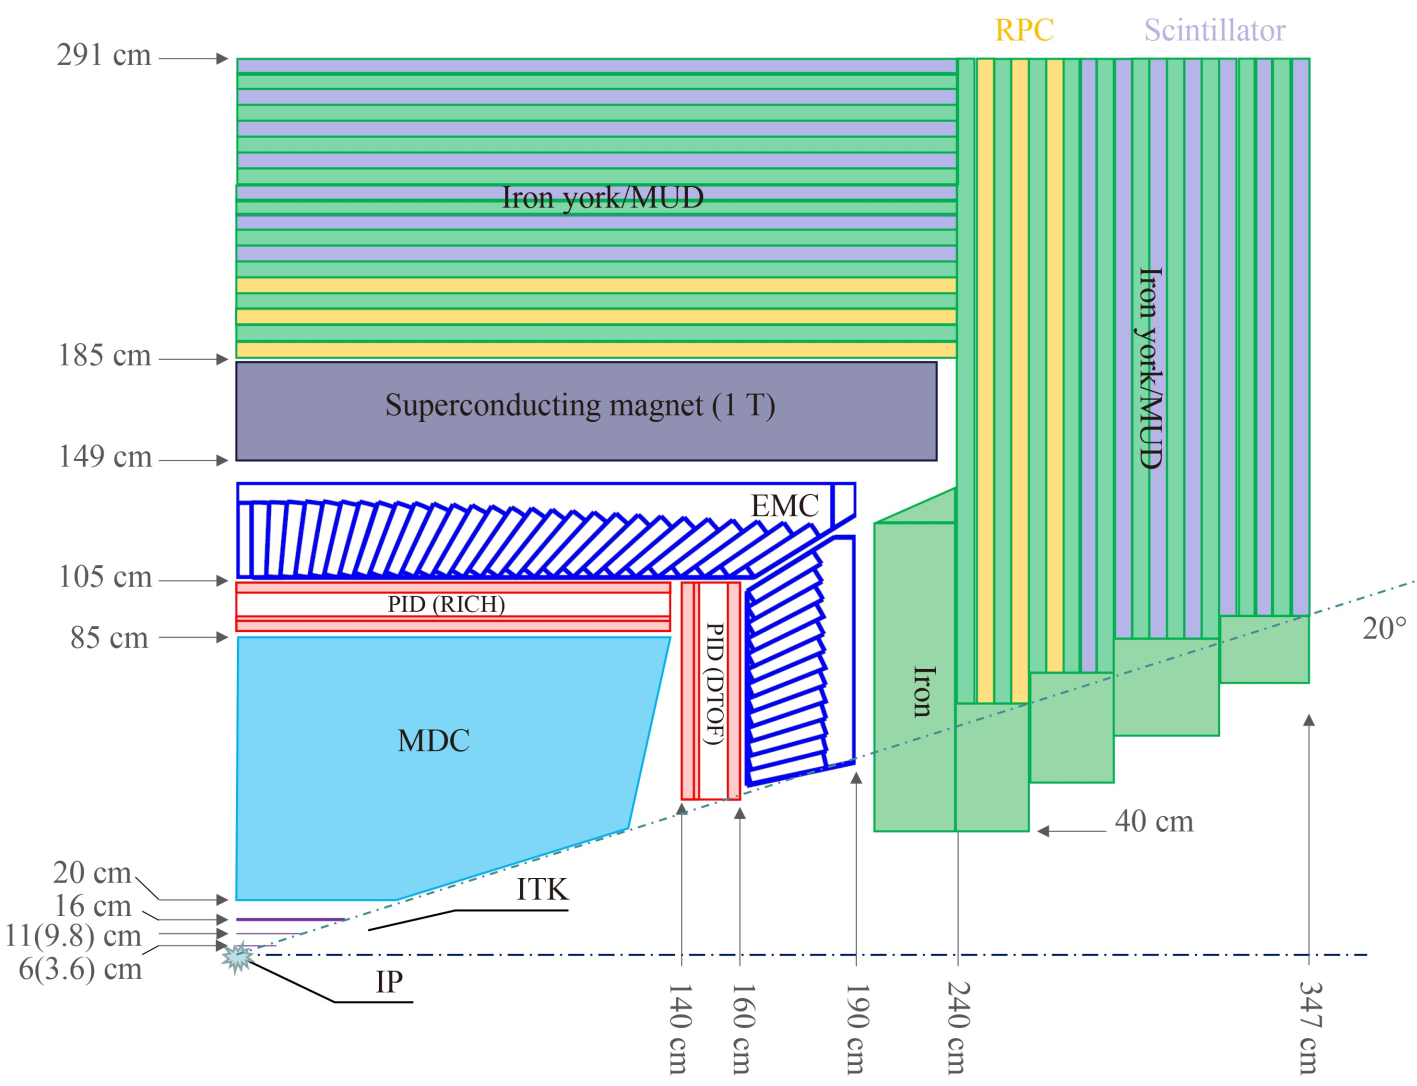 RPC
Scintillator
291 cm
Iron york/MUD
Iron york/MUD
185 cm
Superconducting magnet (1 T)
149 cm
EMC
105 cm
PID (RICH)
85 cm
PID (DTOF)
20°
Iron
MDC
40 cm
20 cm
16 cm
11(9.8) cm
6(3.6) cm
ITK
IP
140 cm
160 cm
190 cm
240 cm
347 cm